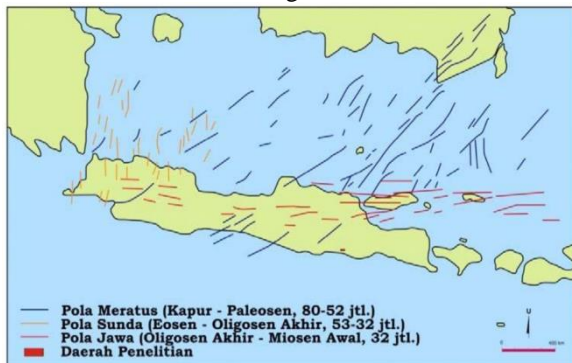 Pola Meratus (Kapur - Paleosen, 80-52 jtl.)
Pola Sunda (Eosen - Oligosen Akhir, 53-32 jtl.)
Pola Jawa (Oligosen Akhir - Miosen Awal, 32 jtl.)
Daerah Penelitian
U
0